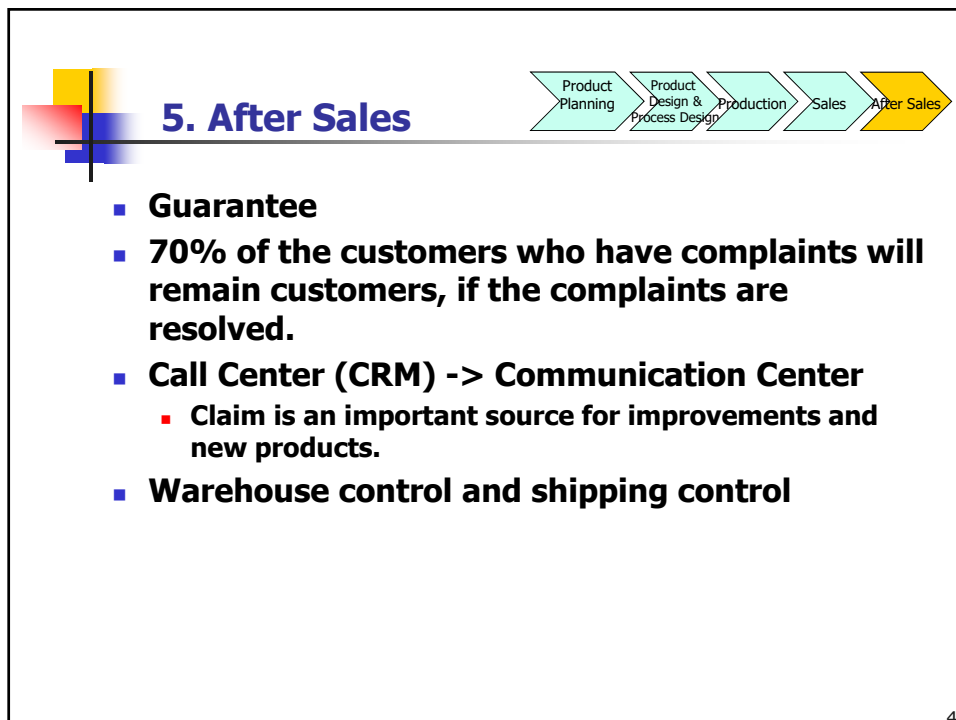 5. After Sales
Product
Planning
Product
Design &
Process Design
Production
Sales
After Sales
Guarantee
70% of the customers who have complaints will
remain customers, if the complaints are
resolved.
Call Center (CRM) -> Communication Center
Claim is an important source for improvements and
new products.
Warehouse control and shipping control